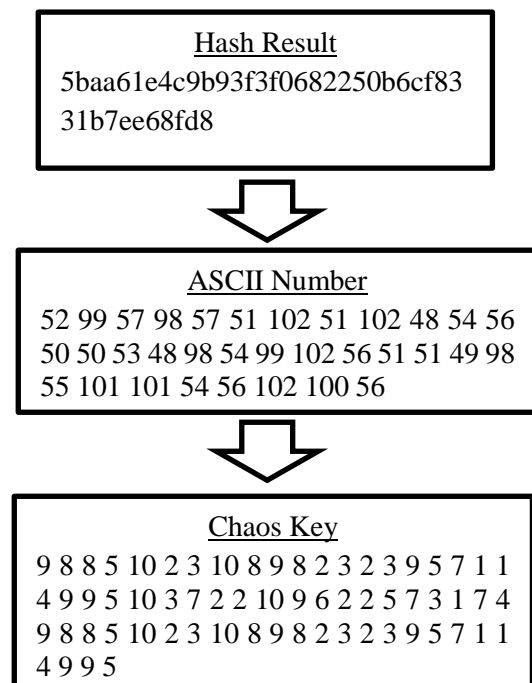 Hash Result
5baa61e4c9b93f3f0682250b6cf83
31b7ee68fd8
ASCII Number
52 99 57 98 57 51 102 51 102 48 54 56
50 50 53 48 98 54 99 102 56 51 51 49 98
55 101 101 54 56 102 100 56
Chaos Key
9 8 8 5 10 2 3 10 8 9 8 2 3 2 3 9 5 7 1 1
4 9 9 5 10 3 7 2 2 10 9 6 2 2 5 7 3 1 7 4
9 8 8 5 10 2 3 10 8 9 8 2 3 2 3 9 5 7 1 1
4 9 9 5